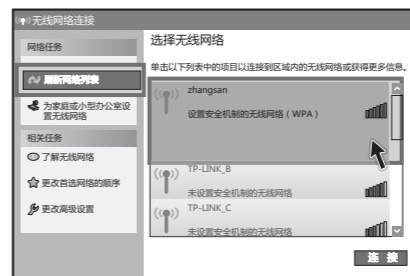 无线网络连接
网络任务
刷新网络列表
为家庭或小型办公室设
置无线网络
相关任务
了解无线网络
更改首选网络的顺序
更改高级设置
选择无线网络
单击以下列表中的项目以连接到区域内的无线网络或获得更多信息。
zhangsan
设置安全机制的无线网络（WPA）
TP-LINK_B
未设置安全机制的无线网络
TP-LINK_C
未设置安全机制的无线网络
连 接